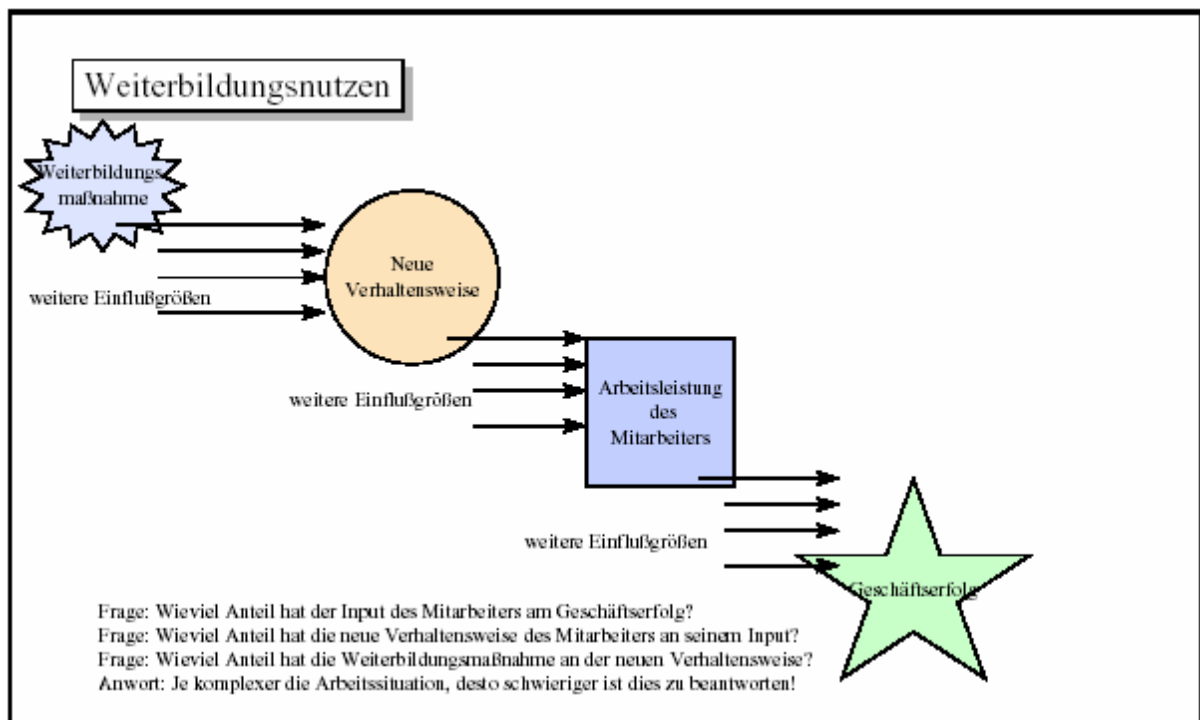 Weiterbildungsnutzen
Weiterbildungs
maßnahme
weitere Einflußgrößen
Neue
Verhaltensweise
weitere Einflußgrößen
Arbeitsleistung
des
Mitarbeiters
weitere Einflußgrößen
Geschäftserfolg
Frage: Wieviel Anteil hat der Input des Mitarbeiters am Geschäftserfolg?
Frage: Wieviel Anteil hat die neue Verhaltensweise des Mitarbeiters an seinem Input?
Frage: Wieviel Anteil hat die Weiterbildungsmaßnahme an der neuen Verhaltensweise?
Anwort: Je komplexer die Arbeitssituation, desto schwieriger ist dies zu beantworten!